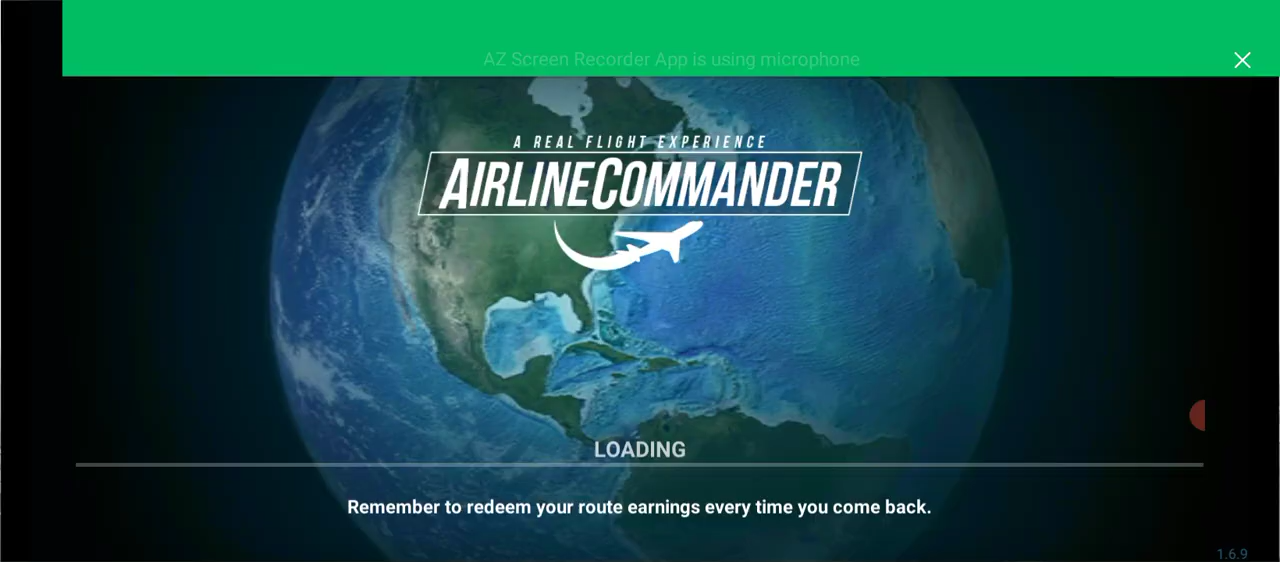 AZ Screen Recorder App is using microphone
A REAL FLIGHT EXPERIENCE
AIRLINECOMMANDER
LOADING
Remember to redeem your route earnings every time you come back.
1.6.9